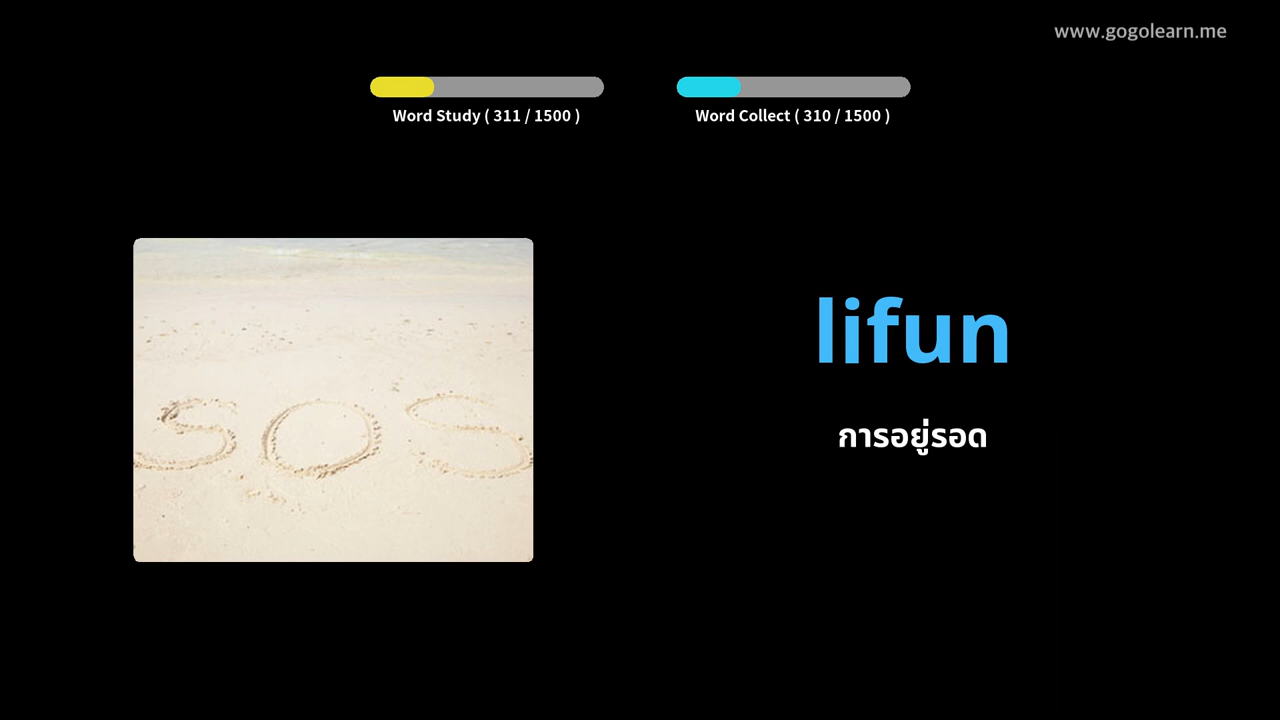 www.gogolearn.me
Word Study ( 311 / 1500 )
Word Collect ( 310 / 1500 )
SOS
lifun
การอยู่รอด